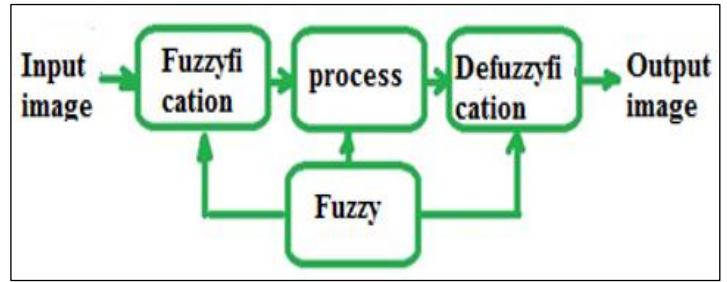 Input
image
Fuzzyfi
cation
process
Defuzzyfi
cation
Output
image
Fuzzy